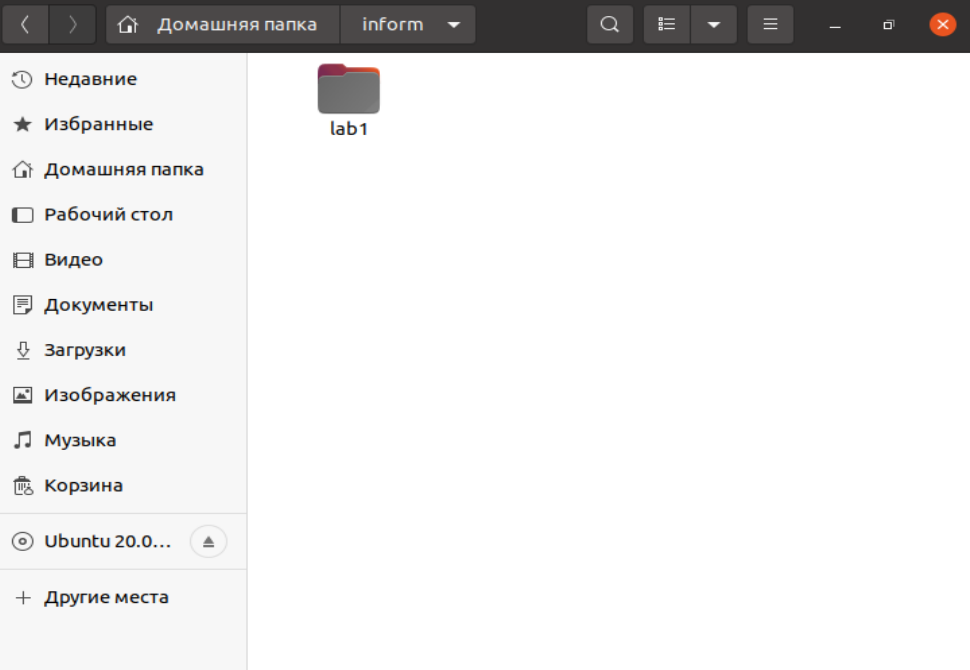 Домашняя папка
inform
Недавние
Избранные
Домашняя папка
Рабочий стол
Видео
Документы
Загрузки
Изображения
Музыка
Корзина
Ubuntu 20.0...
Другие места
lab1